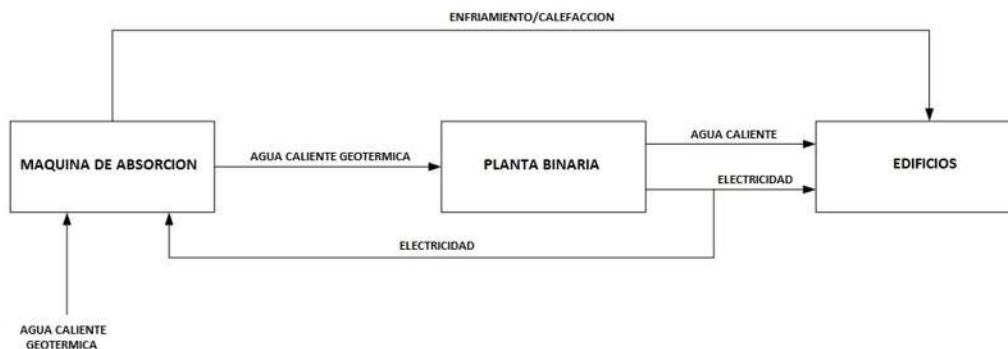 ENFRIAMIENTO/CALEFACCION
MAQUINA DE ABSORCION
AGUA CALIENTE GEOTERMICA
PLANTA BINARIA
AGUA CALIENTE
ELECTRICIDAD
EDIFICIOS
ELECTRICIDAD
AGUA CALIENTE
GEOTERMICA